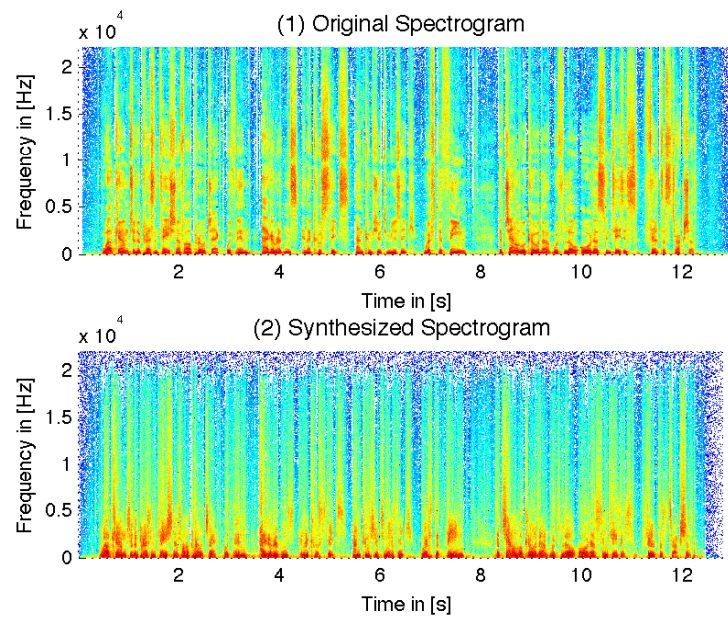 (1) Original Spectrogram
x 10^4
2
1.5
1
0.5
0
Frequency in [Hz]
2 4 6 8 10 12
Time in [s]
(2) Synthesized Spectrogram
x 10^4
2
1.5
1
0.5
0
Frequency in [Hz]
2 4 6 8 10 12
Time in [s]